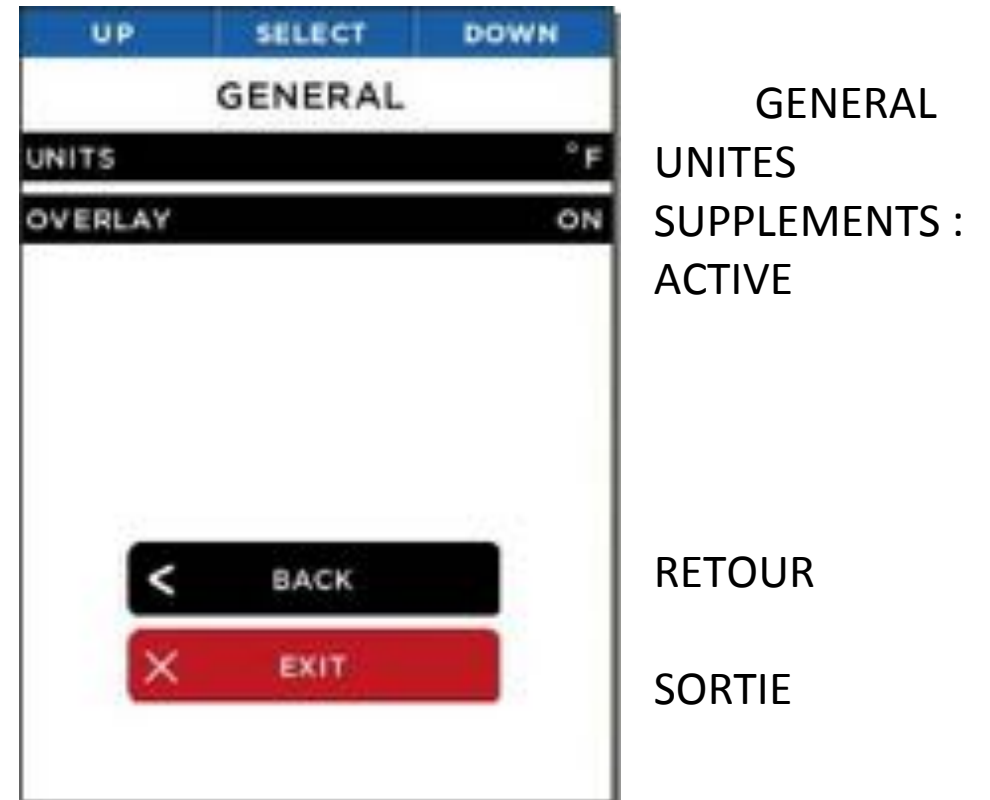 UP SELECT DOWN
GENERAL
UNITS °F
OVERLAY ON
< BACK
X EXIT
GENERAL
UNITES
SUPPLEMENTS :
ACTIVE
RETOUR
SORTIE